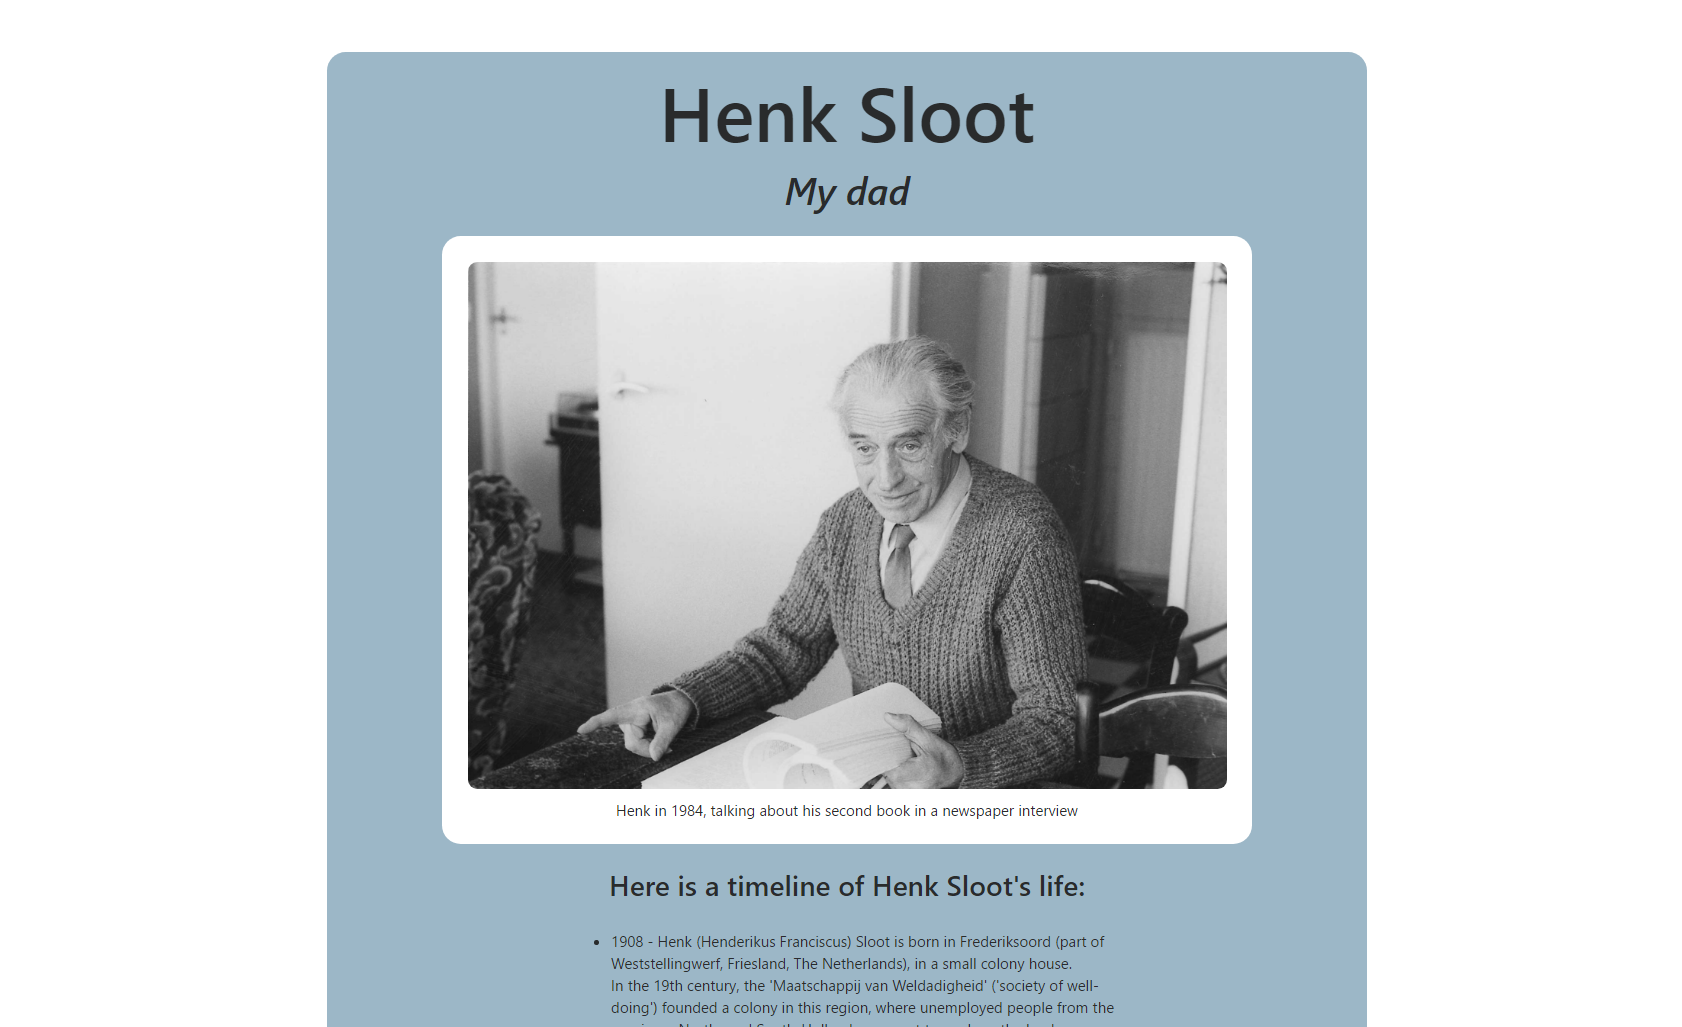 Henk Sloot
My dad
Henk in 1984, talking about his second book in a newspaper interview
Here is a timeline of Henk Sloot's life:
1908 - Henk (Henderikus Franciscus) Sloot is born in Frederiksoord (part of
Weststellingwerf, Friesland, The Netherlands), in a small colony house.
In the 19th century, the 'Maatschappij van Weldadigheid' ('society of well-
doing') founded a colony in this region, where unemployed people from the